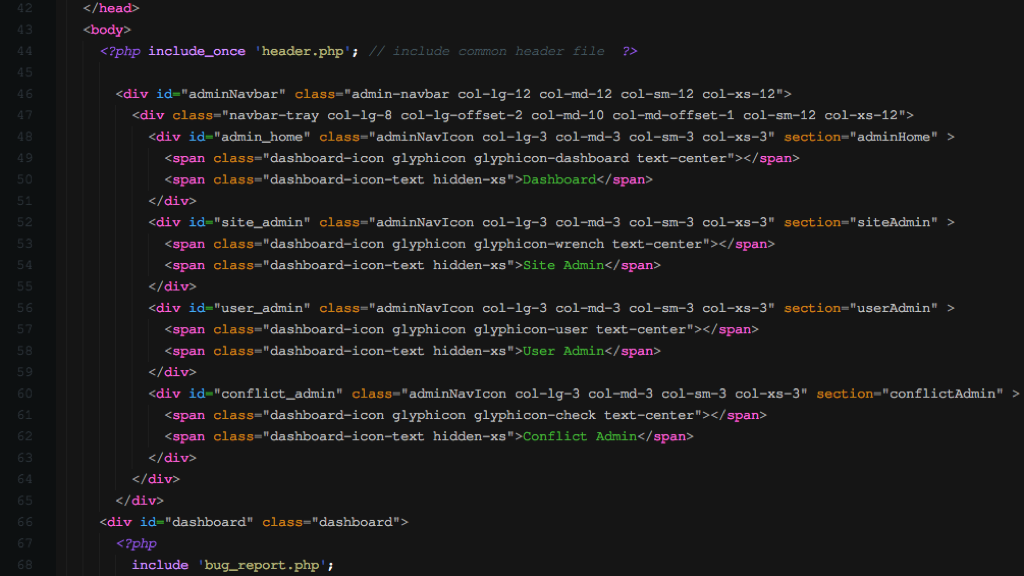 42 </head>
43 <body>
44 <?php include_once 'header.php'; // include common header file ?>
45
46 <div id="adminNavbar" class="admin-navbar col-lg-12 col-md-12 col-sm-12 col-xs-12">
47 <div class="navbar-tray col-lg-8 col-lg-offset-2 col-md-10 col-md-offset-1 col-sm-12 col-xs-12">
48 <div id="admin_home" class="adminNavIcon col-lg-3 col-md-3 col-sm-3 col-xs-3" section="adminHome" >
49 <span class="dashboard-icon glyphicon glyphicon-dashboard text-center"></span>
50 <span class="dashboard-icon-text hidden-xs">Dashboard</span>
51 </div>
52 <div id="site_admin" class="adminNavIcon col-lg-3 col-md-3 col-sm-3 col-xs-3" section="siteAdmin" >
53 <span class="dashboard-icon glyphicon glyphicon-wrench text-center"></span>
54 <span class="dashboard-icon-text hidden-xs">Site Admin</span>
55 </div>
56 <div id="user_admin" class="adminNavIcon col-lg-3 col-md-3 col-sm-3 col-xs-3" section="userAdmin" >
57 <span class="dashboard-icon glyphicon glyphicon-user text-center"></span>
58 <span class="dashboard-icon-text hidden-xs">User Admin</span>
59 </div>
60 <div id="conflict_admin" class="adminNavIcon col-lg-3 col-md-3 col-sm-3 col-xs-3" section="conflictAdmin" >
61 <span class="dashboard-icon glyphicon glyphicon-check text-center"></span>
62 <span class="dashboard-icon-text hidden-xs">Conflict Admin</span>
63 </div>
64 </div>
65 </div>
66 <div id="dashboard" class="dashboard">
67 <?php
68 include 'bug_report.php';